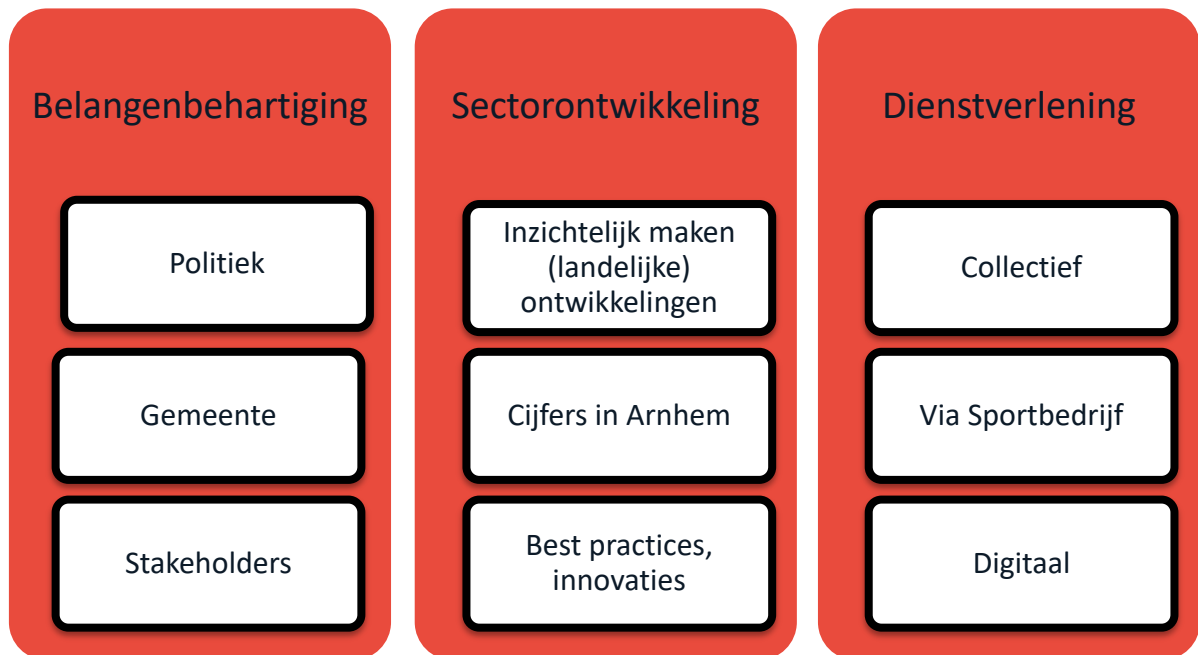 Belangenbehartiging
Politiek
Gemeente
Stakeholders
Sectorontwikkeling
Inzichtelijk maken
(landelijke)
ontwikkelingen
Cijfers in Arnhem
Best practices,
innovaties
Dienstverlening
Collectief
Via Sportbedrijf
Digitaal